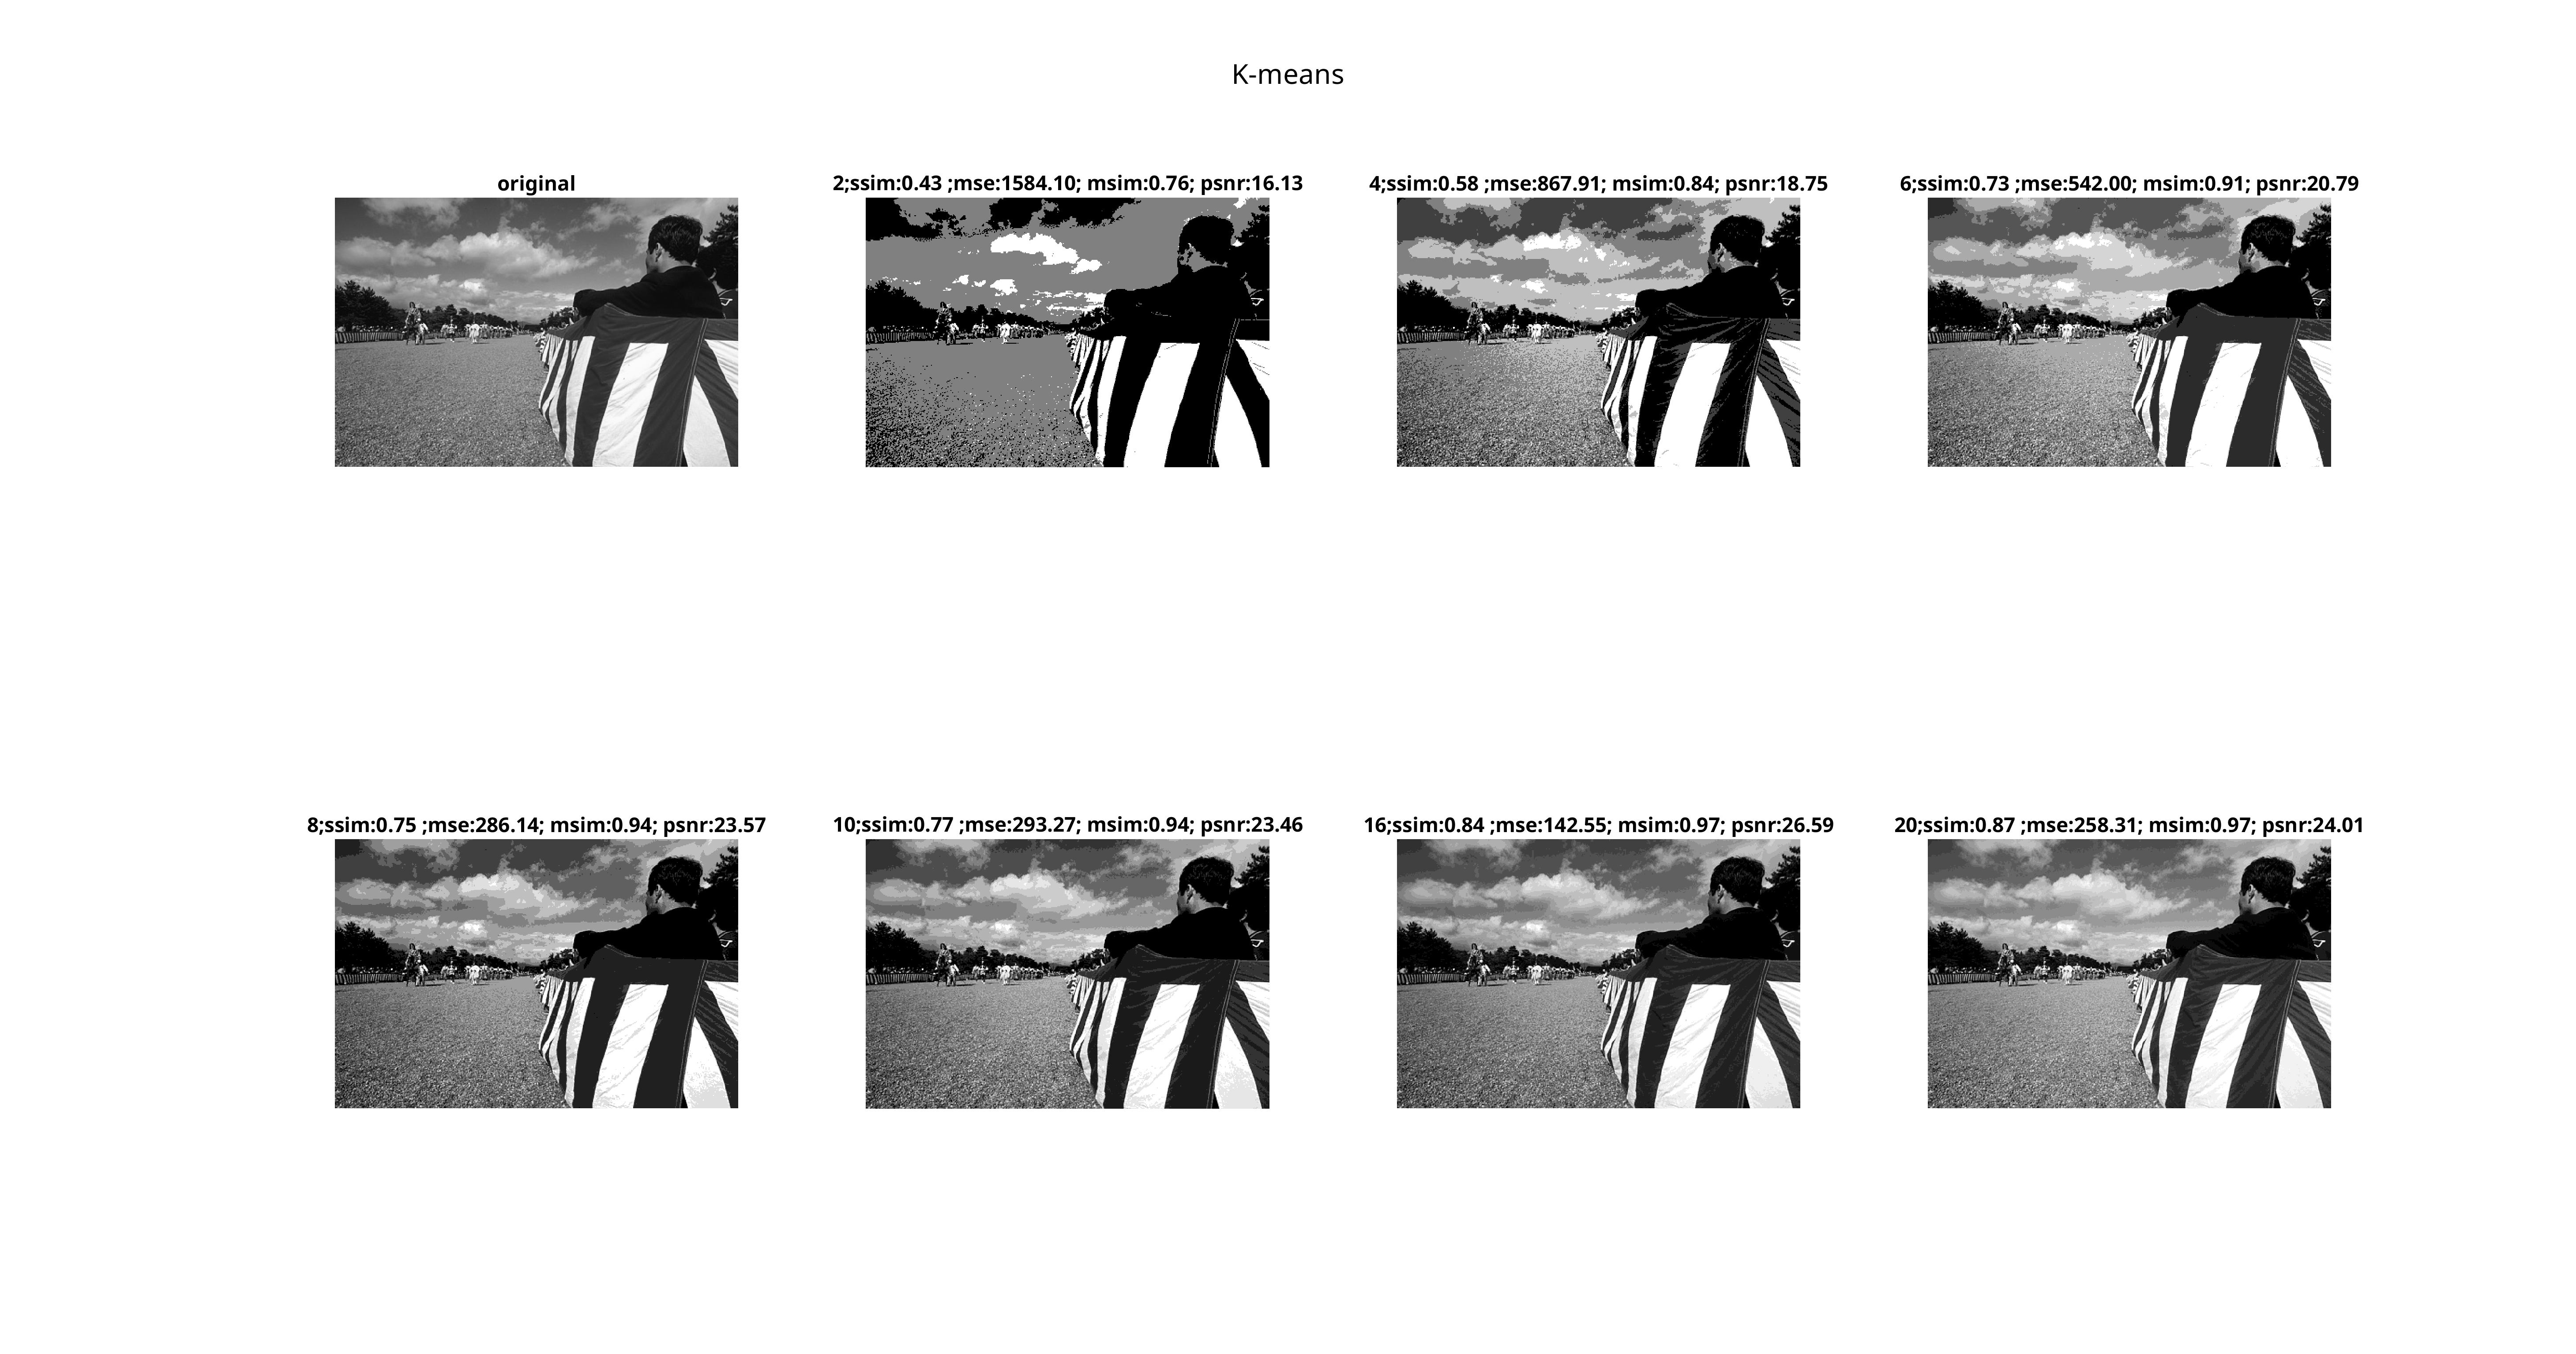 K-means
original
2;ssim:0.43 ;mse:1584.10; msim:0.76; psnr:16.13
4;ssim:0.58 ;mse:867.91; msim:0.84; psnr:18.75
6;ssim:0.73 ;mse:542.00; msim:0.91; psnr:20.79
8;ssim:0.75 ;mse:286.14; msim:0.94; psnr:23.57
10;ssim:0.77 ;mse:293.27; msim:0.94; psnr:23.46
16;ssim:0.84 ;mse:142.55; msim:0.97; psnr:26.59
20;ssim:0.87 ;mse:258.31; msim:0.97; psnr:24.01